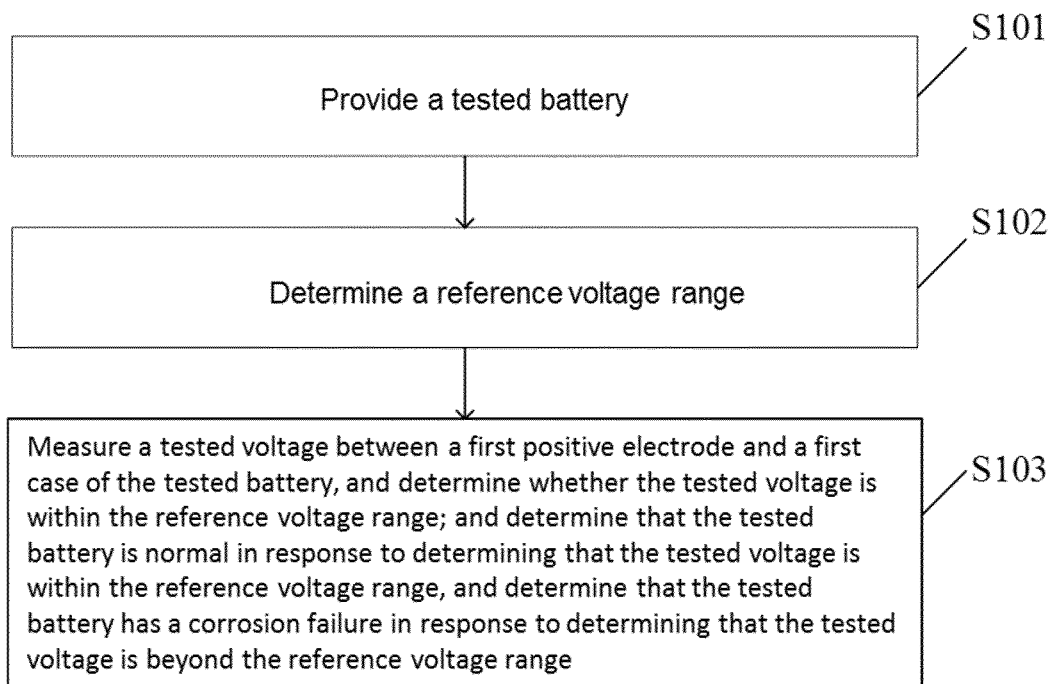 S101
Provide a tested battery
S102
Determine a reference voltage range
S103
Measure a tested voltage between a first positive electrode and a first
case of the tested battery, and determine whether the tested voltage is
within the reference voltage range; and determine that the tested
battery is normal in response to determining that the tested voltage is
within the reference voltage range, and determine that the tested
battery has a corrosion failure in response to determining that the tested
voltage is beyond the reference voltage range